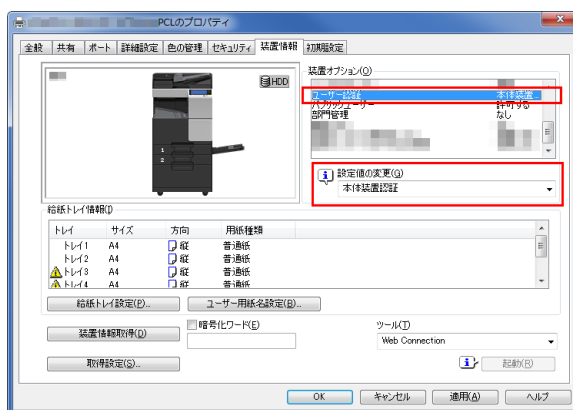 PCLのプロパティ
全般 共有 ポート 詳細設定 色の管理 セキュリティ 装置情報 初期設定
HDD
1
2
装置オプション(O)
ユーザー認証 本体装置...
パブリックユーザー 許可する
部門管理 なし
設定値の変更(G)
本体装置認証
給紙トレイ情報(I)
トレイ サイズ 方向 用紙種類
トレイ1 A4 縦 普通紙
トレイ2 A4 縦 普通紙
トレイ3 A4 縦 普通紙
トレイ4 A4 縦 普通紙
給紙トレイ設定(P)... ユーザー用紙名設定(B)...
装置情報取得(D)
暗号化ワード(E)
ツール(T)
Web Connection
取得設定(S)...
起動(R)
OK キャンセル 適用(A) ヘルプ